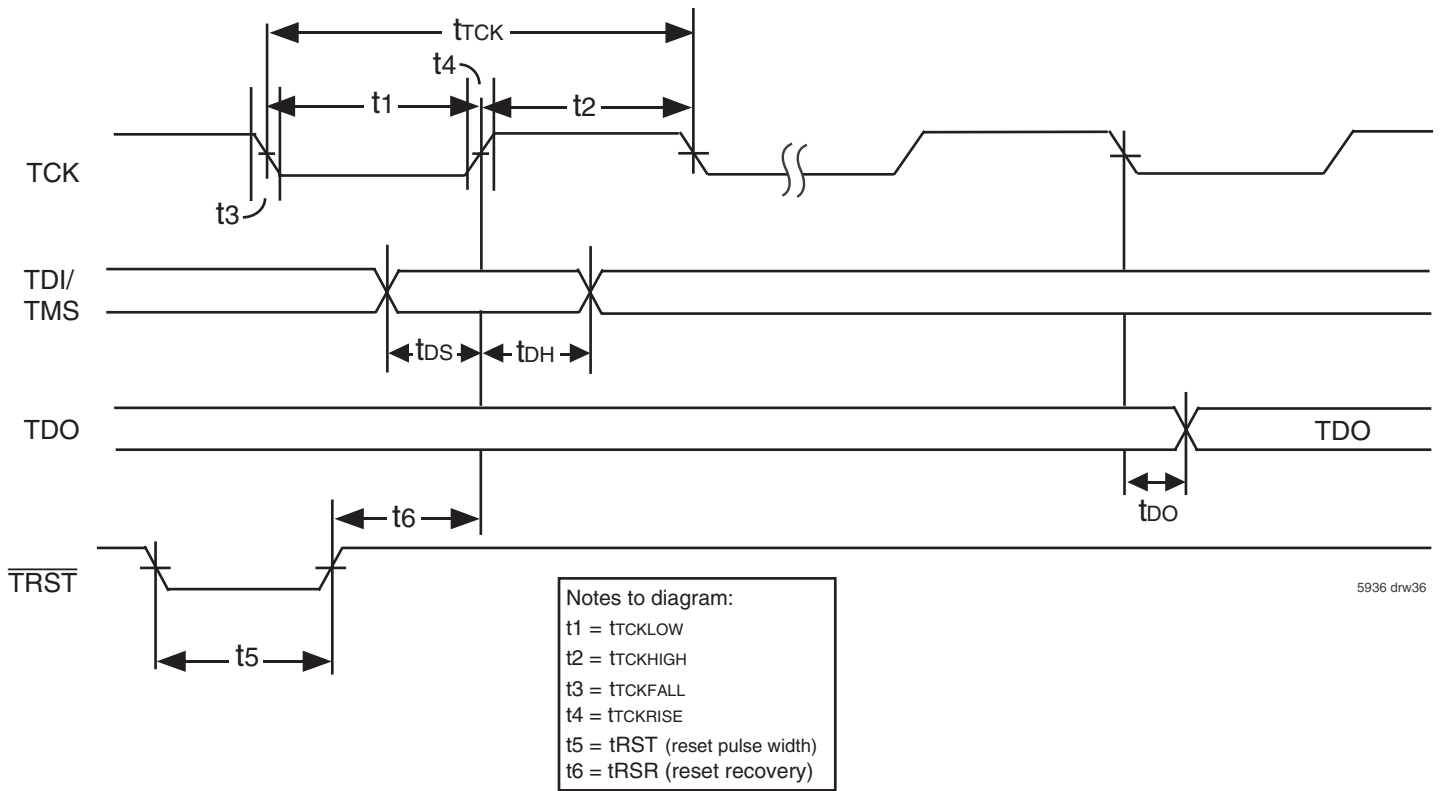 tTCK
t4
t1
t2
TCK
t3
TDI/
TMS
tDS
tDH
TDO
TDO
tDO
t6
TRST
5936 drw36
t5
Notes to diagram:
t1 = tTCKLOW
t2 = tTCKHIGH
t3 = tTCKFALL
t4 = tTCKRISE
t5 = tRST (reset pulse width)
t6 = tRSR (reset recovery)